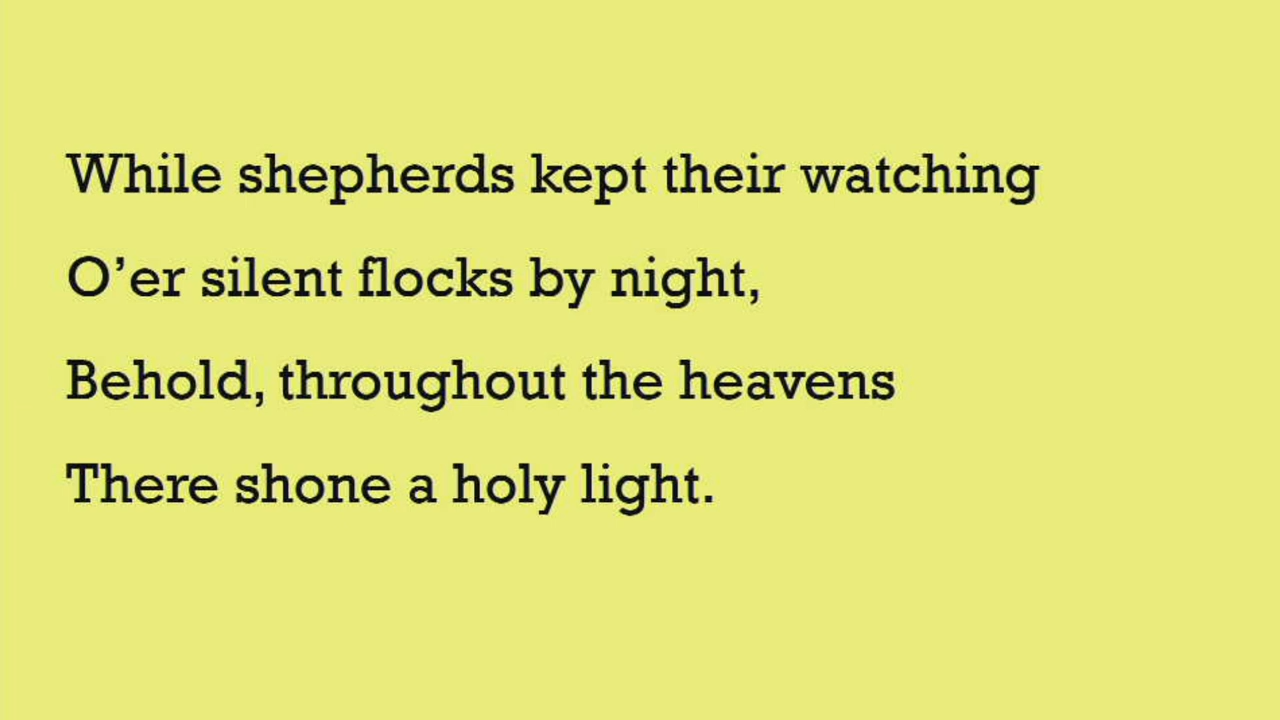 While shepherds kept their watching
O’er silent flocks by night,
Behold, throughout the heavens
There shone a holy light.